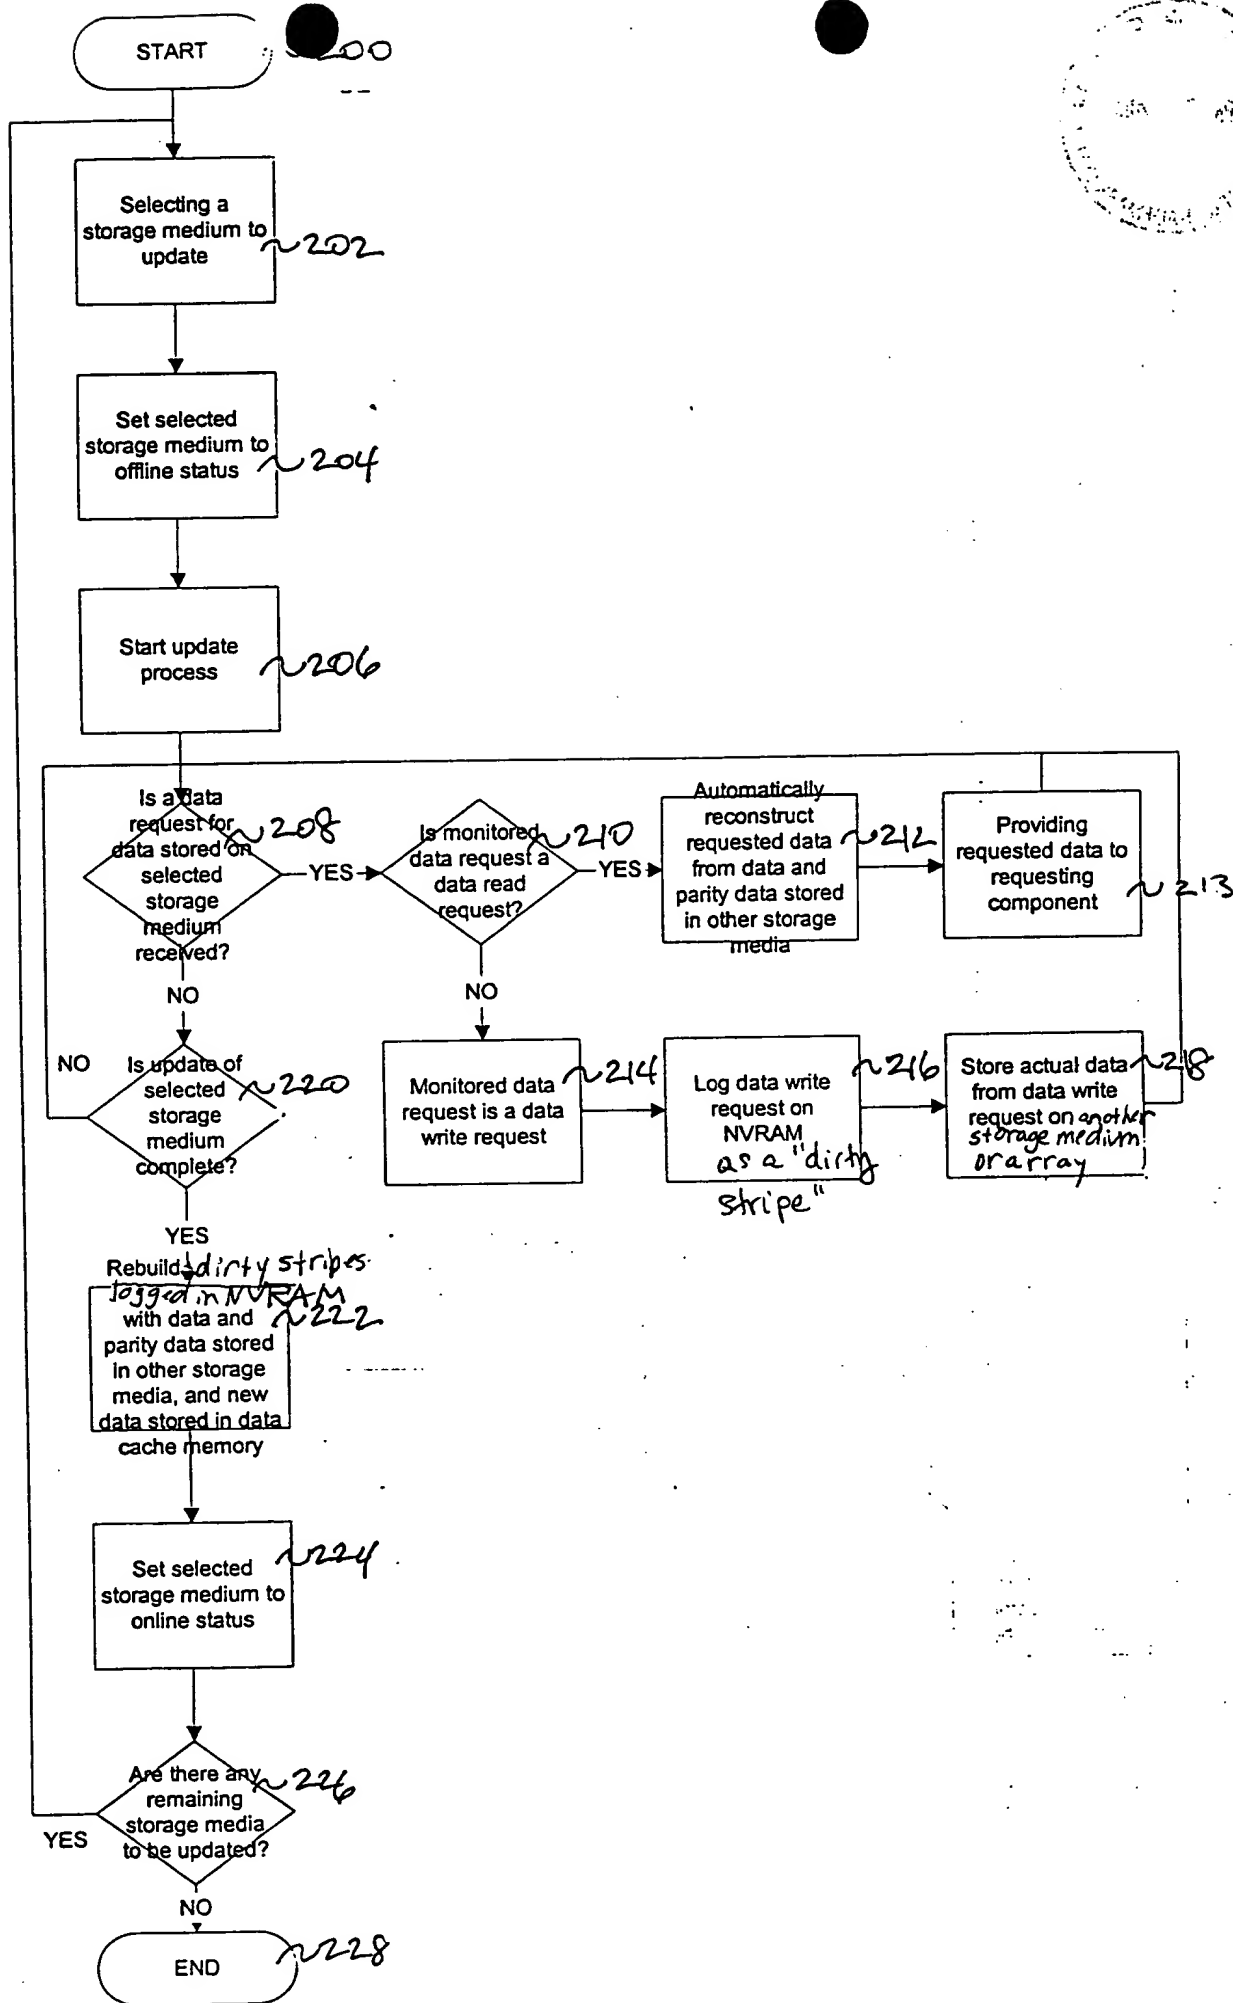 START
200
Selecting a
storage medium to
update
~202
Set selected
storage medium to
offline status
~204
Start update
process
~206
Is a data
request for
data stored on
selected
storage
medium
received?
~208
YES
Is monitored
data request a
data read
request?
~210
YES
Automatically
reconstruct
requested data
from data and
parity data stored
in other storage
media
~212
Providing
requested data to
requesting
component
~213
NO
NO
NO
Is update of
selected
storage
medium
complete?
~220
Monitored data
request is a data
write request
~214
Log data write
request on
NVRAM
as a "dirty
stripe"
~216
Store actual data
from data write
request on another
storage medium
or array
~218
YES
Rebuild dirty stripes
logged in NVRAM
with data and
parity data stored
in other storage
media, and new
data stored in data
cache memory
~222
Set selected
storage medium to
online status
~224
Are there any
remaining
storage media
to be updated?
~226
YES
NO
END
~228